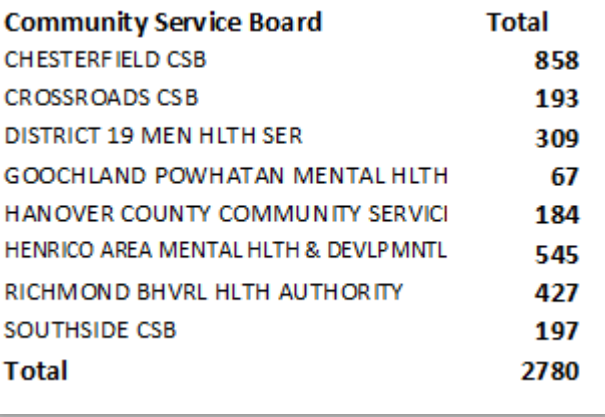 Community Service Board Total
CHESTERFIELD CSB 858
CROSSROADS CSB 193
DISTRICT 19 MEN HLTH SER 309
GOOCHLAND POWHATAN MENTAL HLTH 67
HANOVER COUNTY COMMUNITY SERVICI 184
HENRICO AREA MENTAL HLTH & DEVLPMNTL 545
RICHMOND BHVRL HLTH AUTHORITY 427
SOUTHSIDE CSB 197
Total 2780